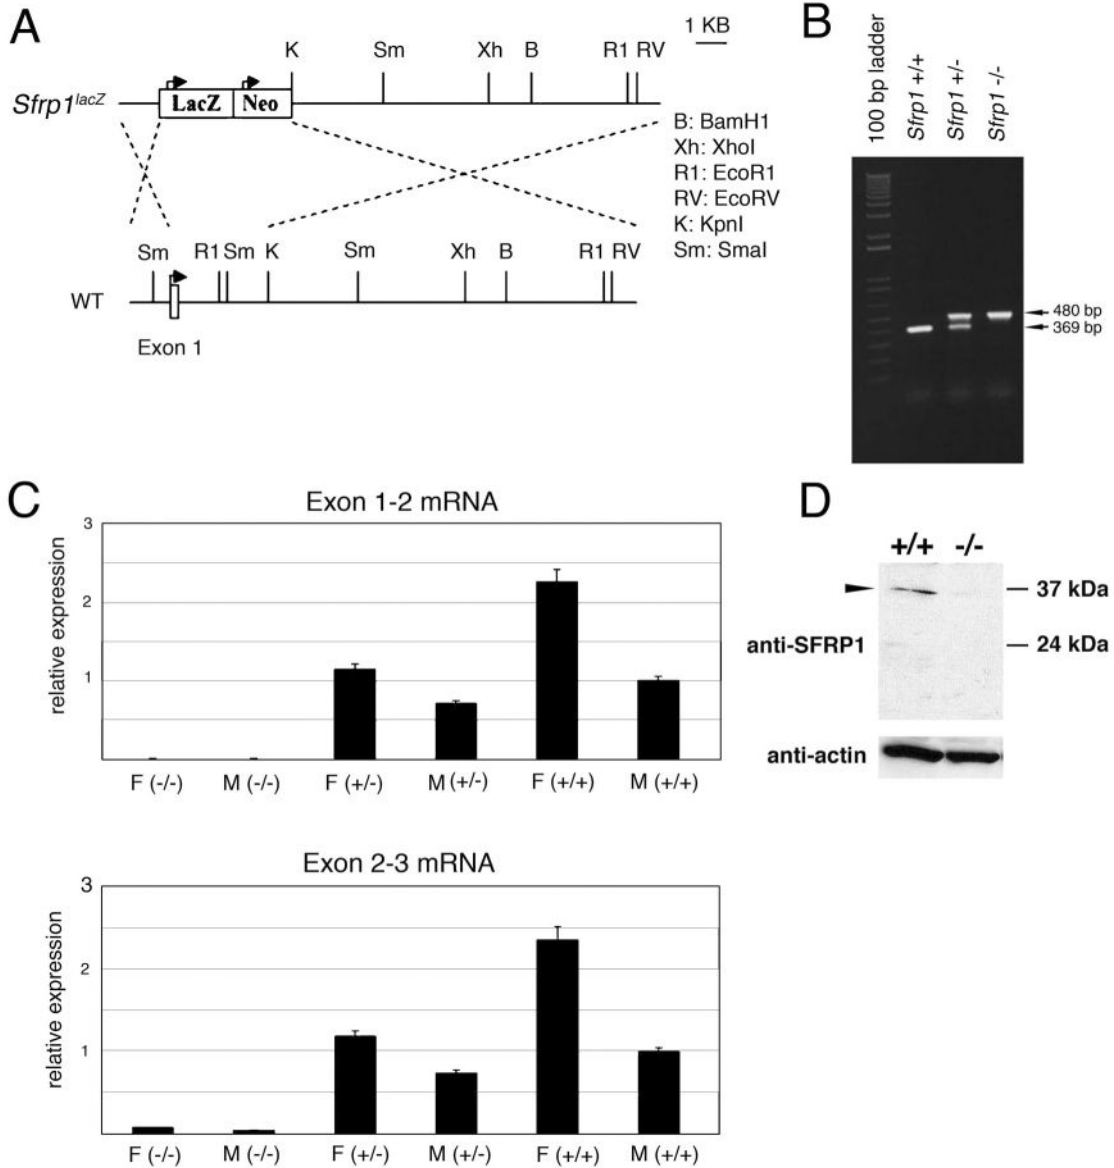 A
1 KB
K Sm Xh B R1 RV
Sfrp1lacZ
LacZ Neo
B: BamH1
Xh: XhoI
R1: EcoR1
RV: EcoRV
K: KpnI
Sm: SmaI
Sm R1 Sm K Sm Xh B R1 RV
WT
Exon 1
B
100 bp ladder
Sfrp1 +/+
Sfrp1 +/-
Sfrp1 -/-
480 bp
369 bp
C
Exon 1-2 mRNA
relative expression
3
2
1
F (-/-) M (-/-) F (+/-) M (+/-) F (+/+) M (+/+)
Exon 2-3 mRNA
relative expression
3
2
1
F (-/-) M (-/-) F (+/-) M (+/-) F (+/+) M (+/+)
D
+/+ -/-
37 kDa
anti-SFRP1
24 kDa
anti-actin